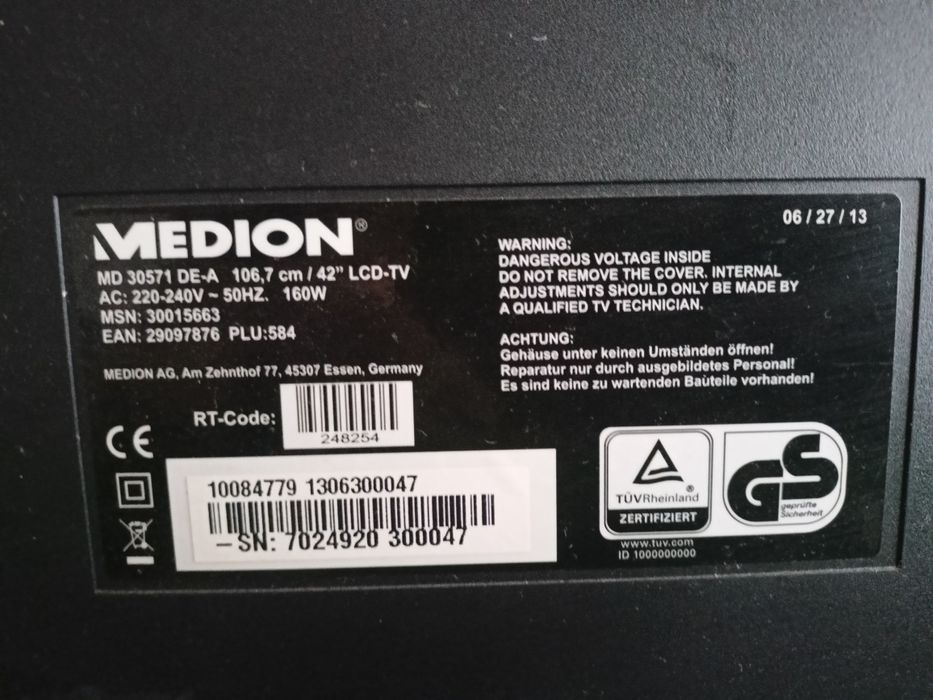 06 / 27 / 13
MEDION®
MD 30571 DE-A 106,7 cm / 42” LCD-TV
AC: 220-240V ~ 50HZ. 160W
MSN: 30015663
EAN: 29097876 PLU:584
MEDION AG, Am Zehnthof 77, 45307 Essen, Germany
RT-Code:
248254
CE
10084779 1306300047
-SN: 7024920 300047
WARNING:
DANGEROUS VOLTAGE INSIDE
DO NOT REMOVE THE COVER. INTERNAL
ADJUSTMENTS SHOULD ONLY BE MADE BY
A QUALIFIED TV TECHNICIAN.
ACHTUNG:
Gehäuse unter keinen Umständen öffnen!
Reparatur nur durch ausgebildetes Personal!
Es sind keine zu wartenden Bauteile vorhanden!
TÜVRheinland®
ZERTIFIZIERT
www.tuv.com
ID 1000000000
GS
geprüfte
Sicherheit